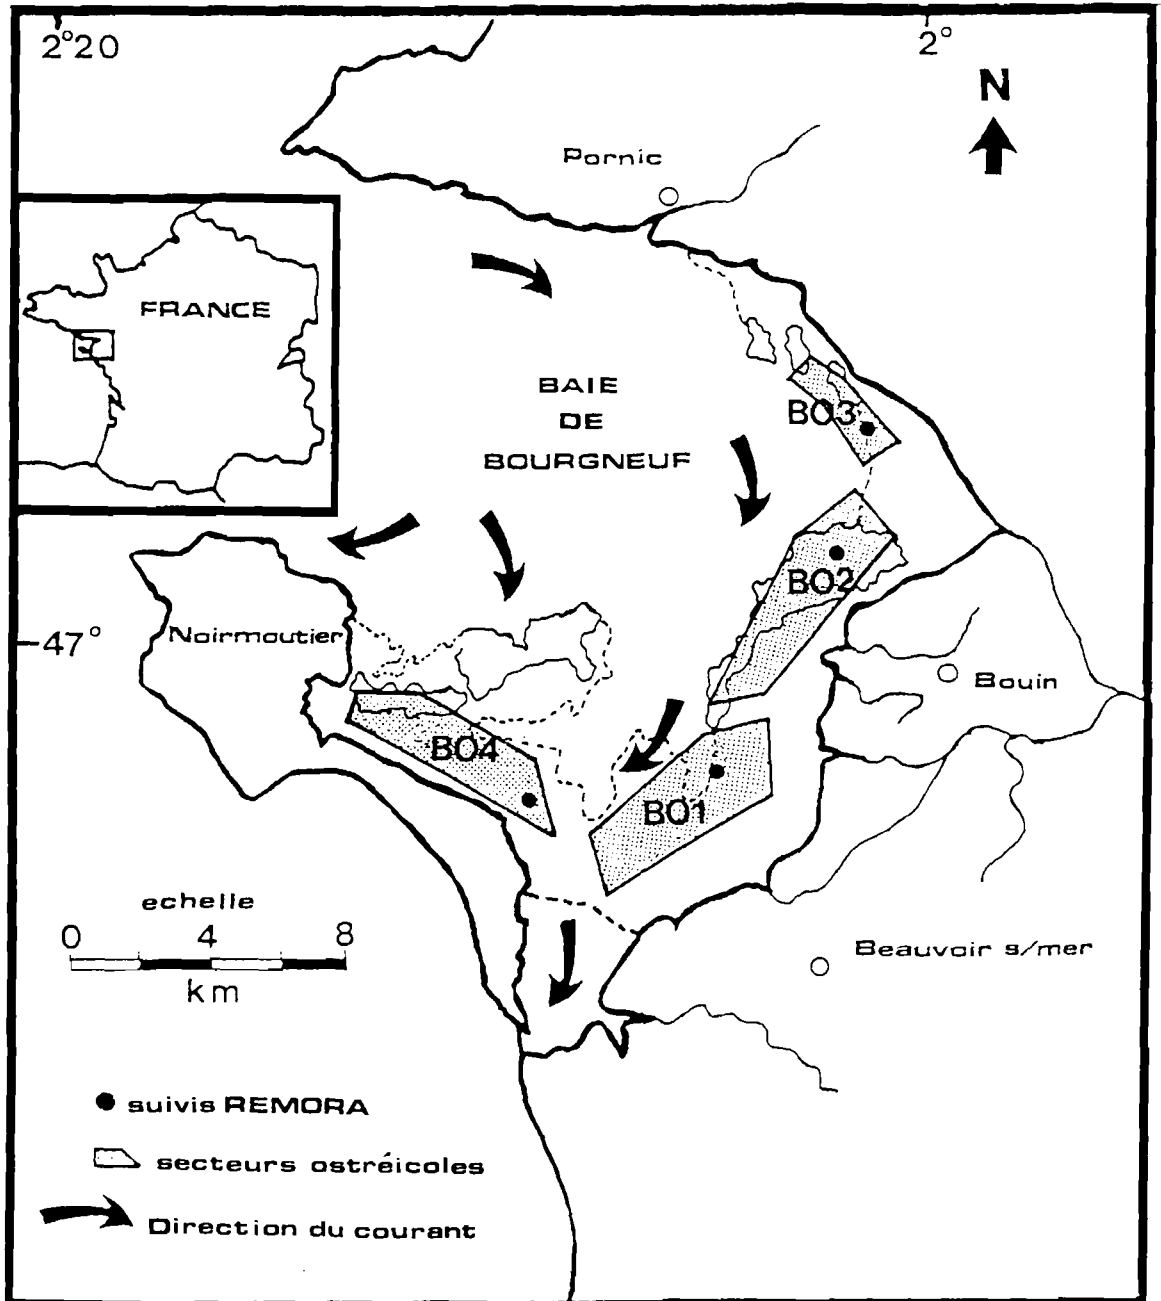 2°20
2°
N
Pornic
FRANCE
BAIE
DE
BOURGNEUF
BO3
BO2
47°
Noirmoutier
Bouin
BO4
BO1
echelle
0 4 8
km
Beauvoir s/mer
suivis REMORA
secteurs ostréicoles
Direction du courant